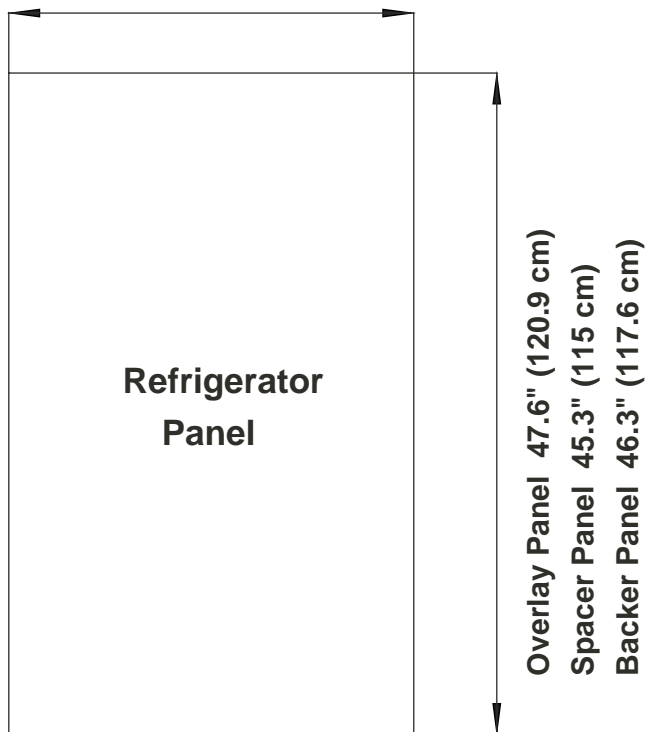 Refrigerator
Panel
Overlay Panel 47.6" (120.9 cm)
Spacer Panel 45.3" (115 cm)
Backer Panel 46.3" (117.6 cm)